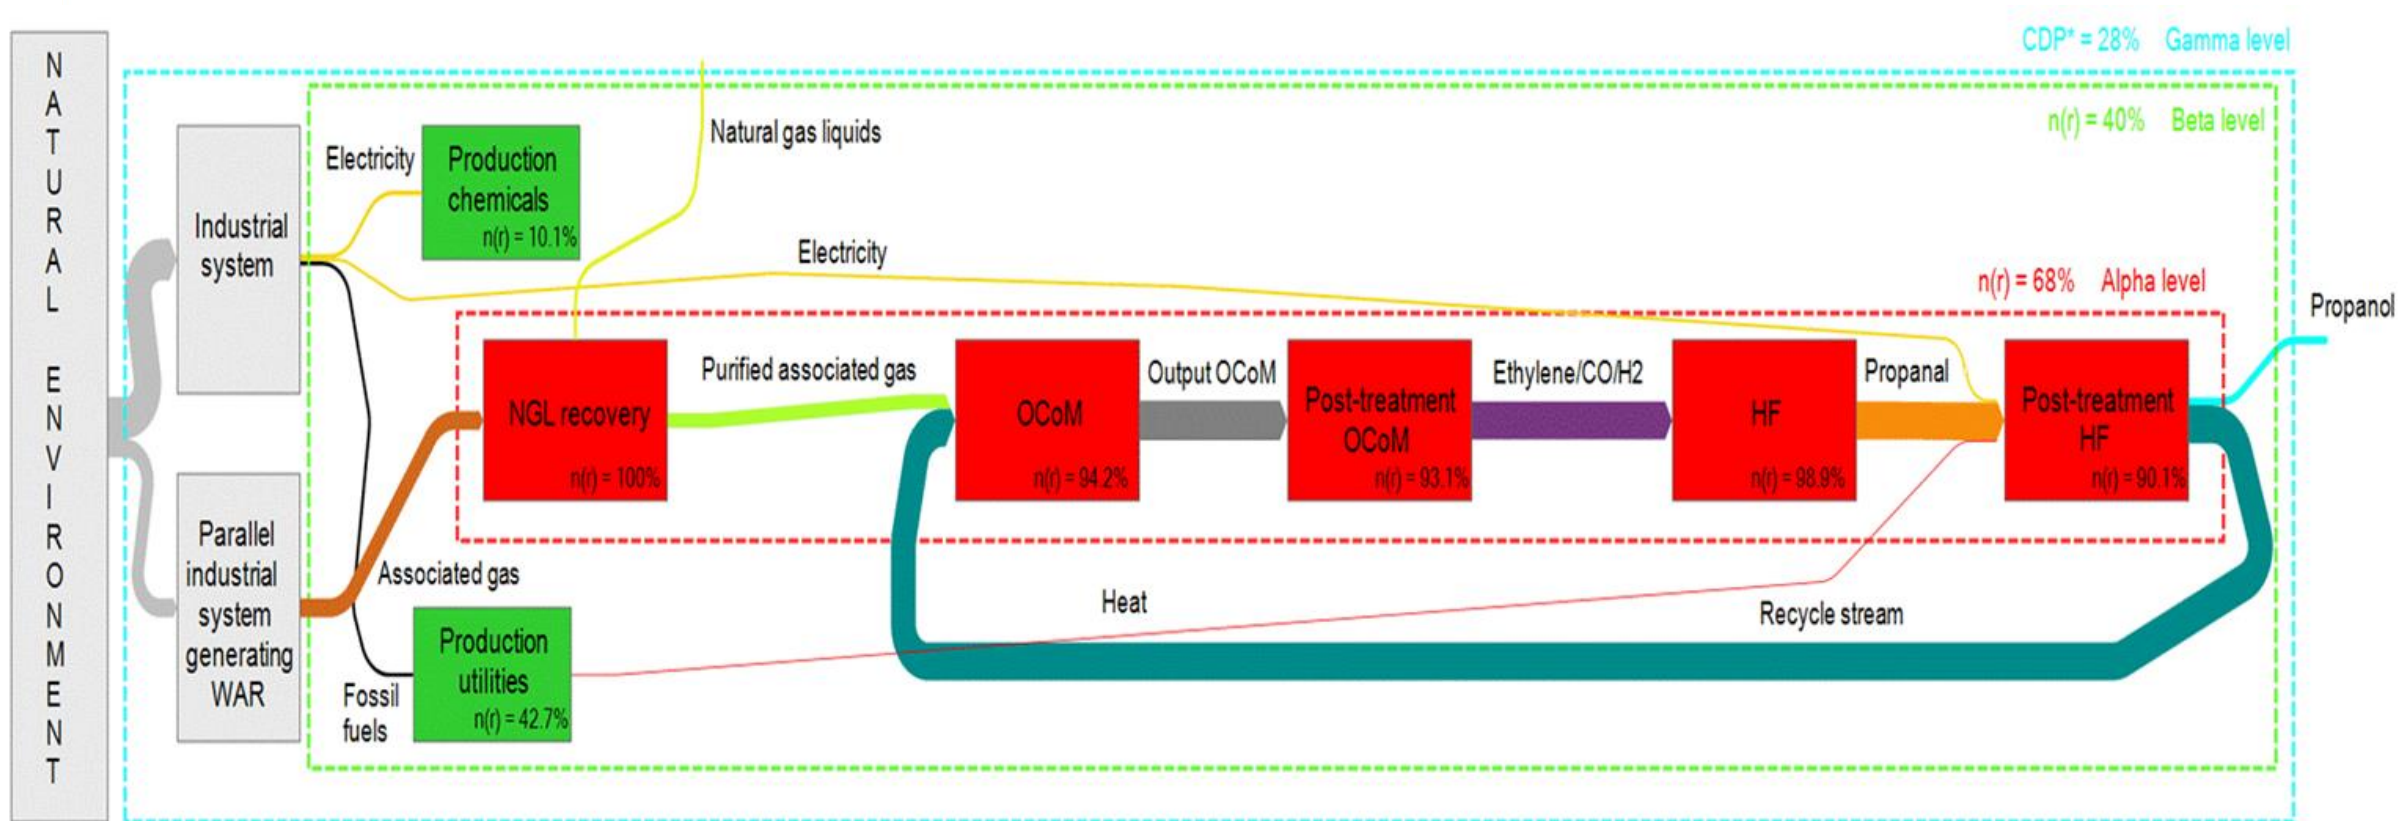 CDP* = 28% Gamma level
n(r) = 40% Beta level
n(r) = 68% Alpha level
NATURAL ENVIRONMENT
Industrial
system
Parallel
industrial
system
generating
WAR
Electricity
Production
chemicals
n(r) = 10.1%
Natural gas liquids
Electricity
Associated gas
Fossil
fuels
Production
utilities
n(r) = 42.7%
NGL recovery
n(r) = 100%
Purified associated gas
OCoM
n(r) = 94.2%
Output OCoM
Post-treatment
OCoM
n(r) = 93.1%
Ethylene/CO/H2
HF
n(r) = 98.9%
Propanal
Post-treatment
HF
n(r) = 90.1%
Propanol
Heat
Recycle stream